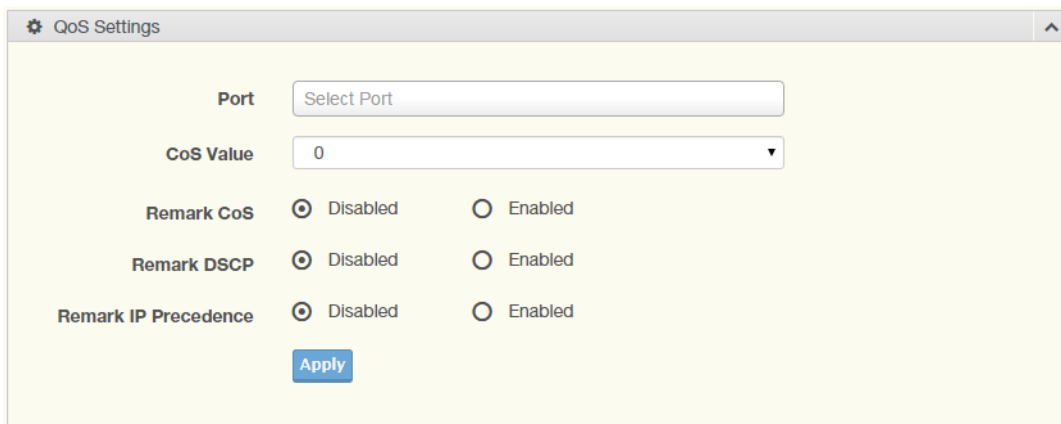 QoS Settings
Port Select Port
CoS Value 0
Remark CoS Disabled Enabled
Remark DSCP Disabled Enabled
Remark IP Precedence Disabled Enabled
Apply